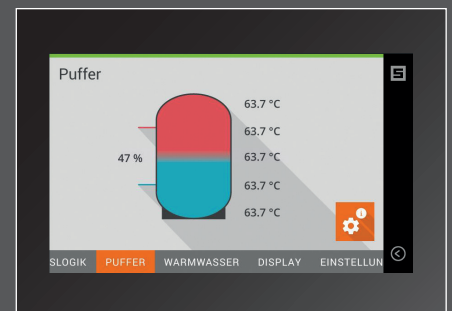 Puffer
63.7 °C
63.7 °C
47 %
63.7 °C
63.7 °C
63.7 °C
SLOGIK PUFFER WARMWASSER DISPLAY EINSTELLUN